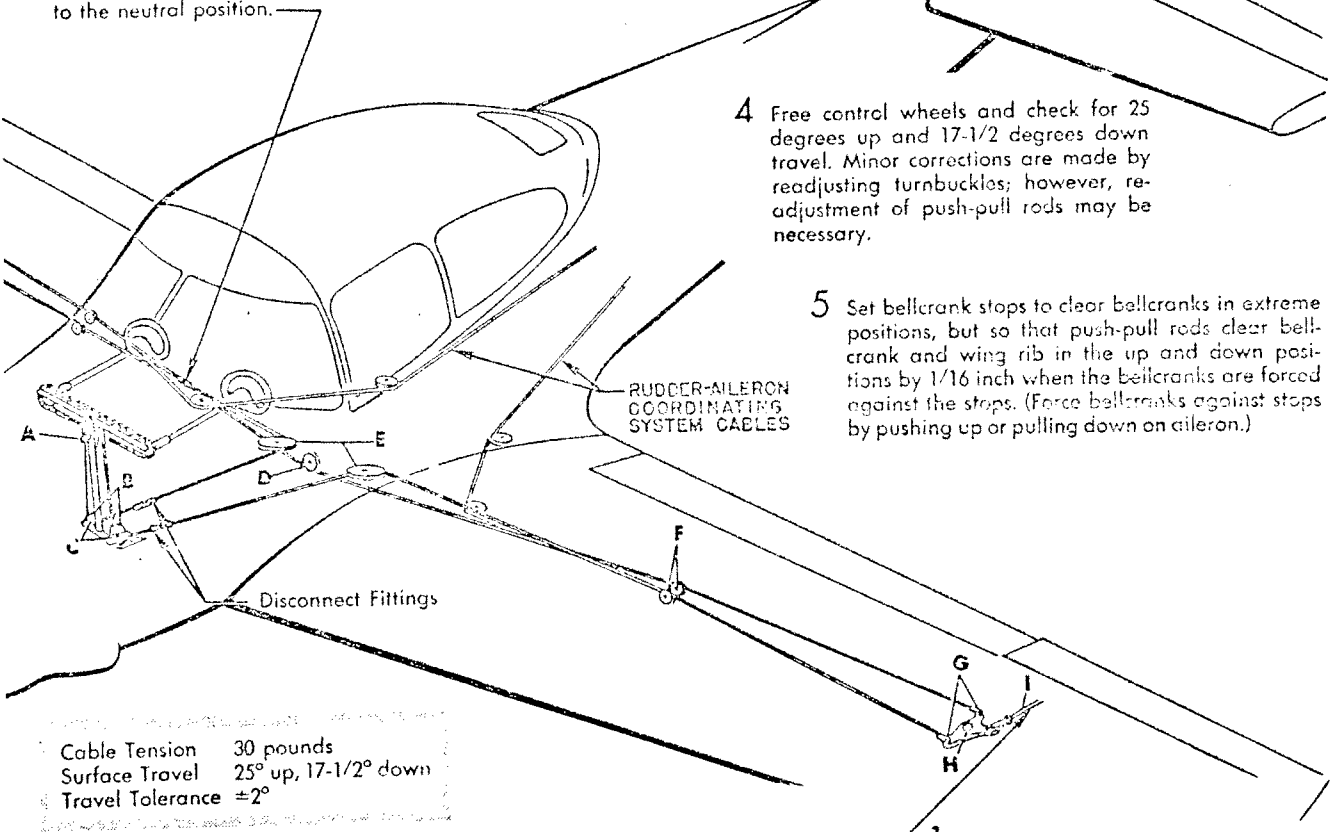 to the neutral position.
4 Free control wheels and check for 25
degrees up and 17-1/2 degrees down
travel. Minor corrections are made by
readjusting turnbuckles; however, re-
adjustment of push-pull rods may be
necessary.
5 Set bellcrank stops to clear bellcranks in extreme
positions, but so that push-pull rods clear bell-
crank and wing rib in the up and down posi-
tions by 1/16 inch when the bellcranks are forced
against the stops. (Force bellcranks against stops
by pushing up or pulling down on aileron.)
RUDDER-AILERON
COORDINATING
SYSTEM CABLES
A
E
D
B
C
F
Disconnect Fittings
G
I
H
Cable Tension 30 pounds
Surface Travel 25° up, 17-1/2° down
Travel Tolerance ±2°